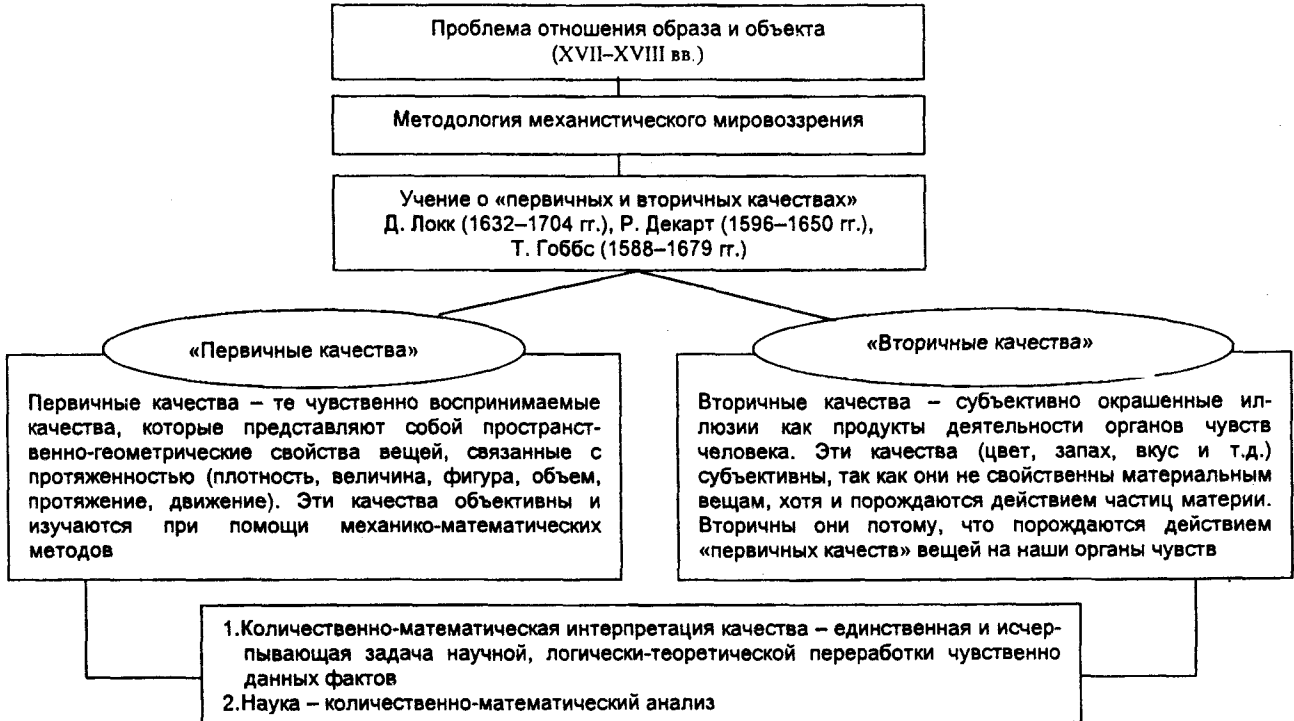 Проблема отношения образа и объекта
(XVII–XVIII вв.)
Методология механистического мировоззрения
Учение о «первичных и вторичных качествах»
Д. Локк (1632–1704 гг.), Р. Декарт (1596–1650 гг.),
Т. Гоббс (1588–1679 гг.)
«Первичные качества»
Первичные качества – те чувственно воспринимаемые
качества, которые представляют собой пространст-
венно-геометрические свойства вещей, связанные с
протяженностью (плотность, величина, фигура, объем,
протяжение, движение). Эти качества объективны и
изучаются при помощи механико-математических
методов
«Вторичные качества»
Вторичные качества – субъективно окрашенные ил-
люзии как продукты деятельности органов чувств
человека. Эти качества (цвет, запах, вкус и т.д.)
субъективны, так как они не свойственны материальным
вещам, хотя и порождаются действием частиц материи.
Вторичны они потому, что порождаются действием
«первичных качеств» вещей на наши органы чувств
1.Количественно-математическая интерпретация качества – единственная и исчер-
пывающая задача научной, логически-теоретической переработки чувственно
данных фактов
2.Наука – количественно-математический анализ